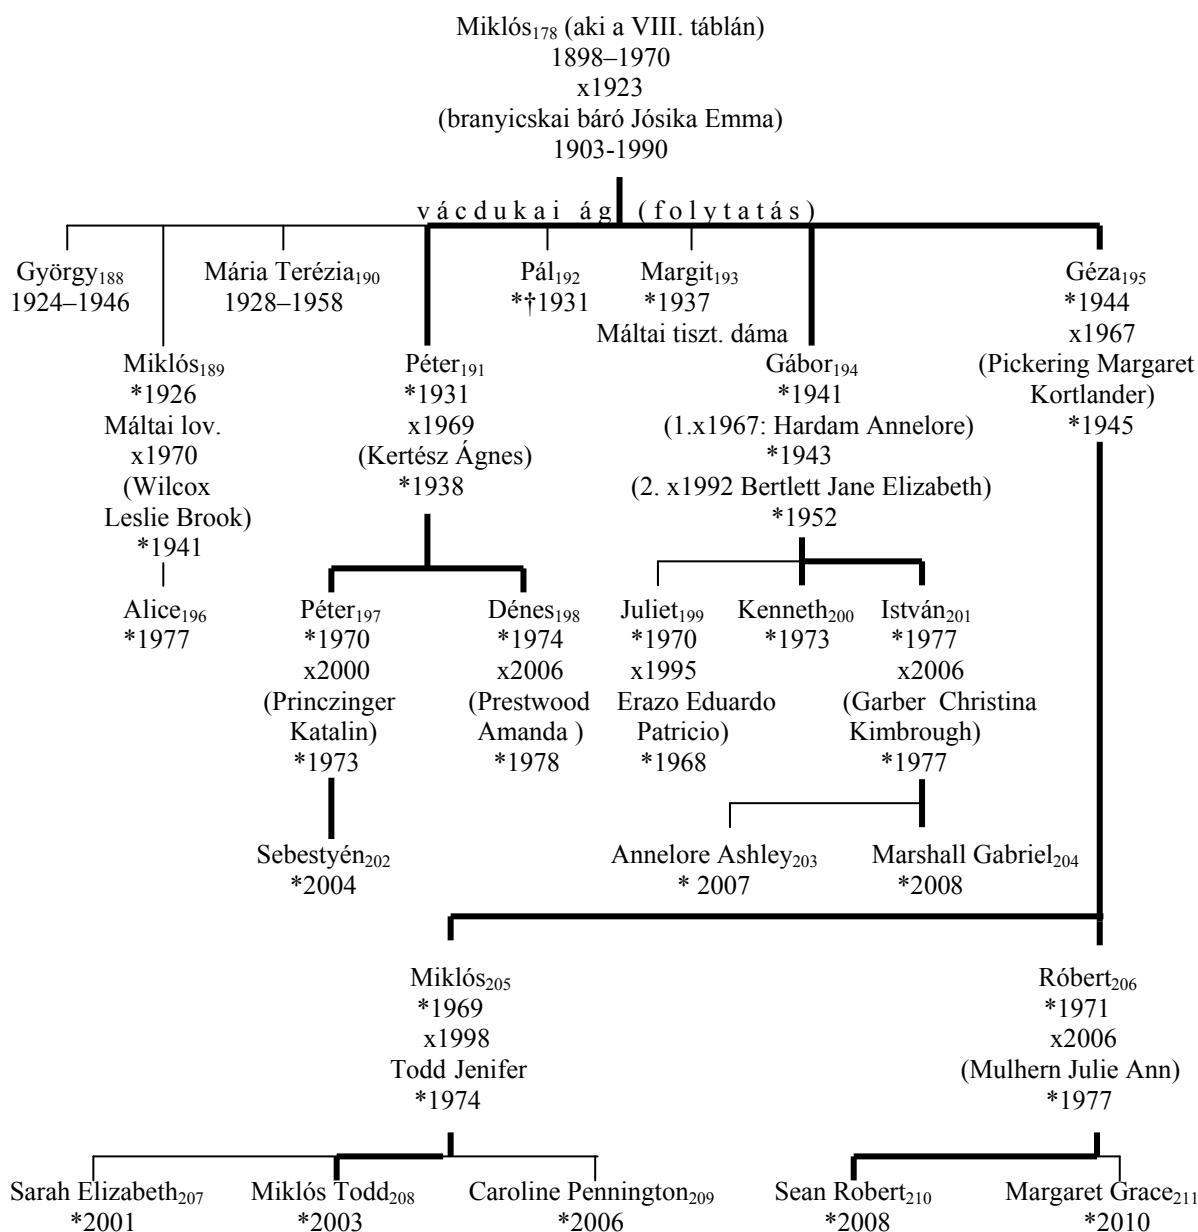 Miklós178 (aki a VIII. táblán)
1898–1970
x1923
(branyicskai báró Jósika Emma)
1903-1990
vácdukai ág (folytatás)
György188
1924–1946
Mária Terézia190
1928–1958
Pál192
*†1931
Margit193
*1937
Máltai tiszt. dáma
Géza195
*1944
x1967
(Pickering Margaret
Kortlander)
*1945
Miklós189
*1926
Máltai lov.
x1970
(Wilcox
Leslie Brook)
*1941
Péter191
*1931
x1969
(Kertész Ágnes)
*1938
Gábor194
*1941
(1.x1967: Hardam Annelore)
*1943
(2. x1992 Bertlett Jane Elizabeth)
*1952
Alice196
*1977
Péter197
*1970
x2000
(Princzinger
Katalin)
*1973
Dénes198
*1974
x2006
(Prestwood
Amanda )
*1978
Juliet199
*1970
x1995
Erazo Eduardo
Patricio)
*1968
Kenneth200
*1973
István201
*1977
x2006
(Garber Christina
Kimbrough)
*1977
Sebestyén202
*2004
Annelore Ashley203
* 2007
Marshall Gabriel204
*2008
Miklós205
*1969
x1998
Todd Jenifer
*1974
Róbert206
*1971
x2006
(Mulhern Julie Ann)
*1977
Sarah Elizabeth207
*2001
Miklós Todd208
*2003
Caroline Pennington209
*2006
Sean Robert210
*2008
Margaret Grace211
*2010